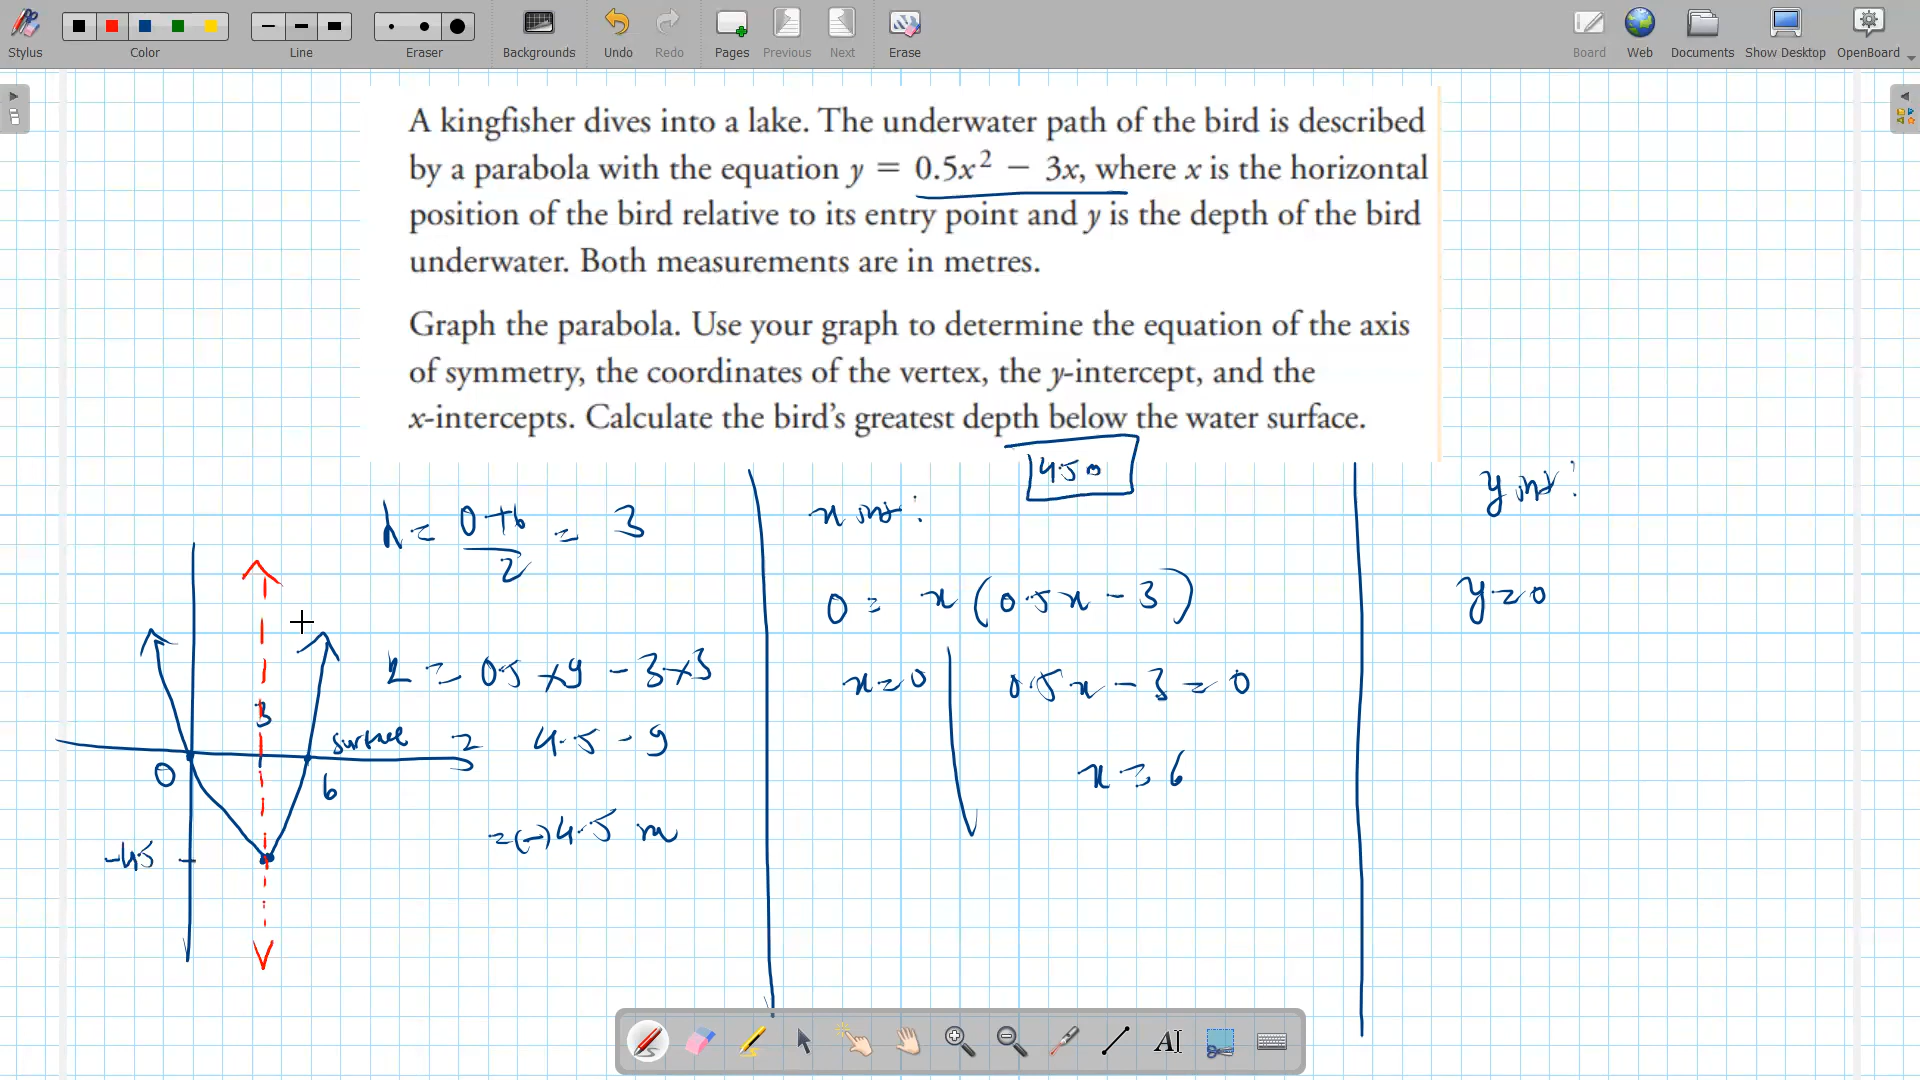 Stylus Color Line Eraser Backgrounds Undo Redo Pages Previous Next Erase Board Web Documents Show Desktop OpenBoard
A kingfisher dives into a lake. The underwater path of the bird is described
by a parabola with the equation y = 0.5x² − 3x, where x is the horizontal
position of the bird relative to its entry point and y is the depth of the bird
underwater. Both measurements are in metres.
Graph the parabola. Use your graph to determine the equation of the axis
of symmetry, the coordinates of the vertex, the y-intercept, and the
x-intercepts. Calculate the bird's greatest depth below the water surface.
4.5 m
h = (0+6)/2 = 3
k = 0.5 × 9 - 3×3
4.5 - 9
= (-) 4.5 m
3
surface
0
6
-4.5
x int:
0 = x (0.5x - 3)
x = 0
0.5x - 3 = 0
x = 6
y int:
y = 0
AI